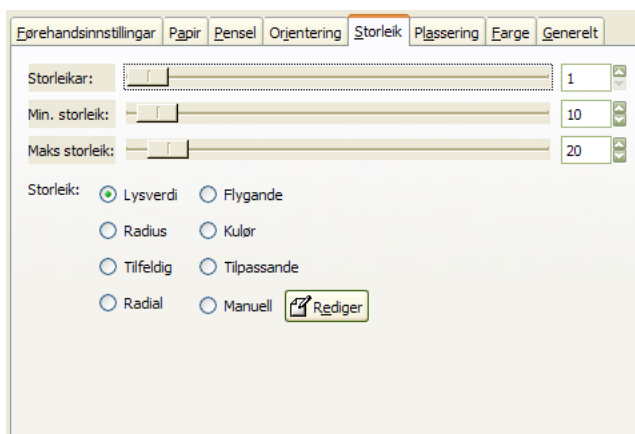 Førehandsinnstillingar Papir Pensel Orientering Storleik Plassering Farge Generelt
Storleikar: 1
Min. storleik: 10
Maks storleik: 20
Storleik: Lysverdi Flygande
Radius Kulør
Tilfeldig Tilpassande
Radial Manuell Rediger